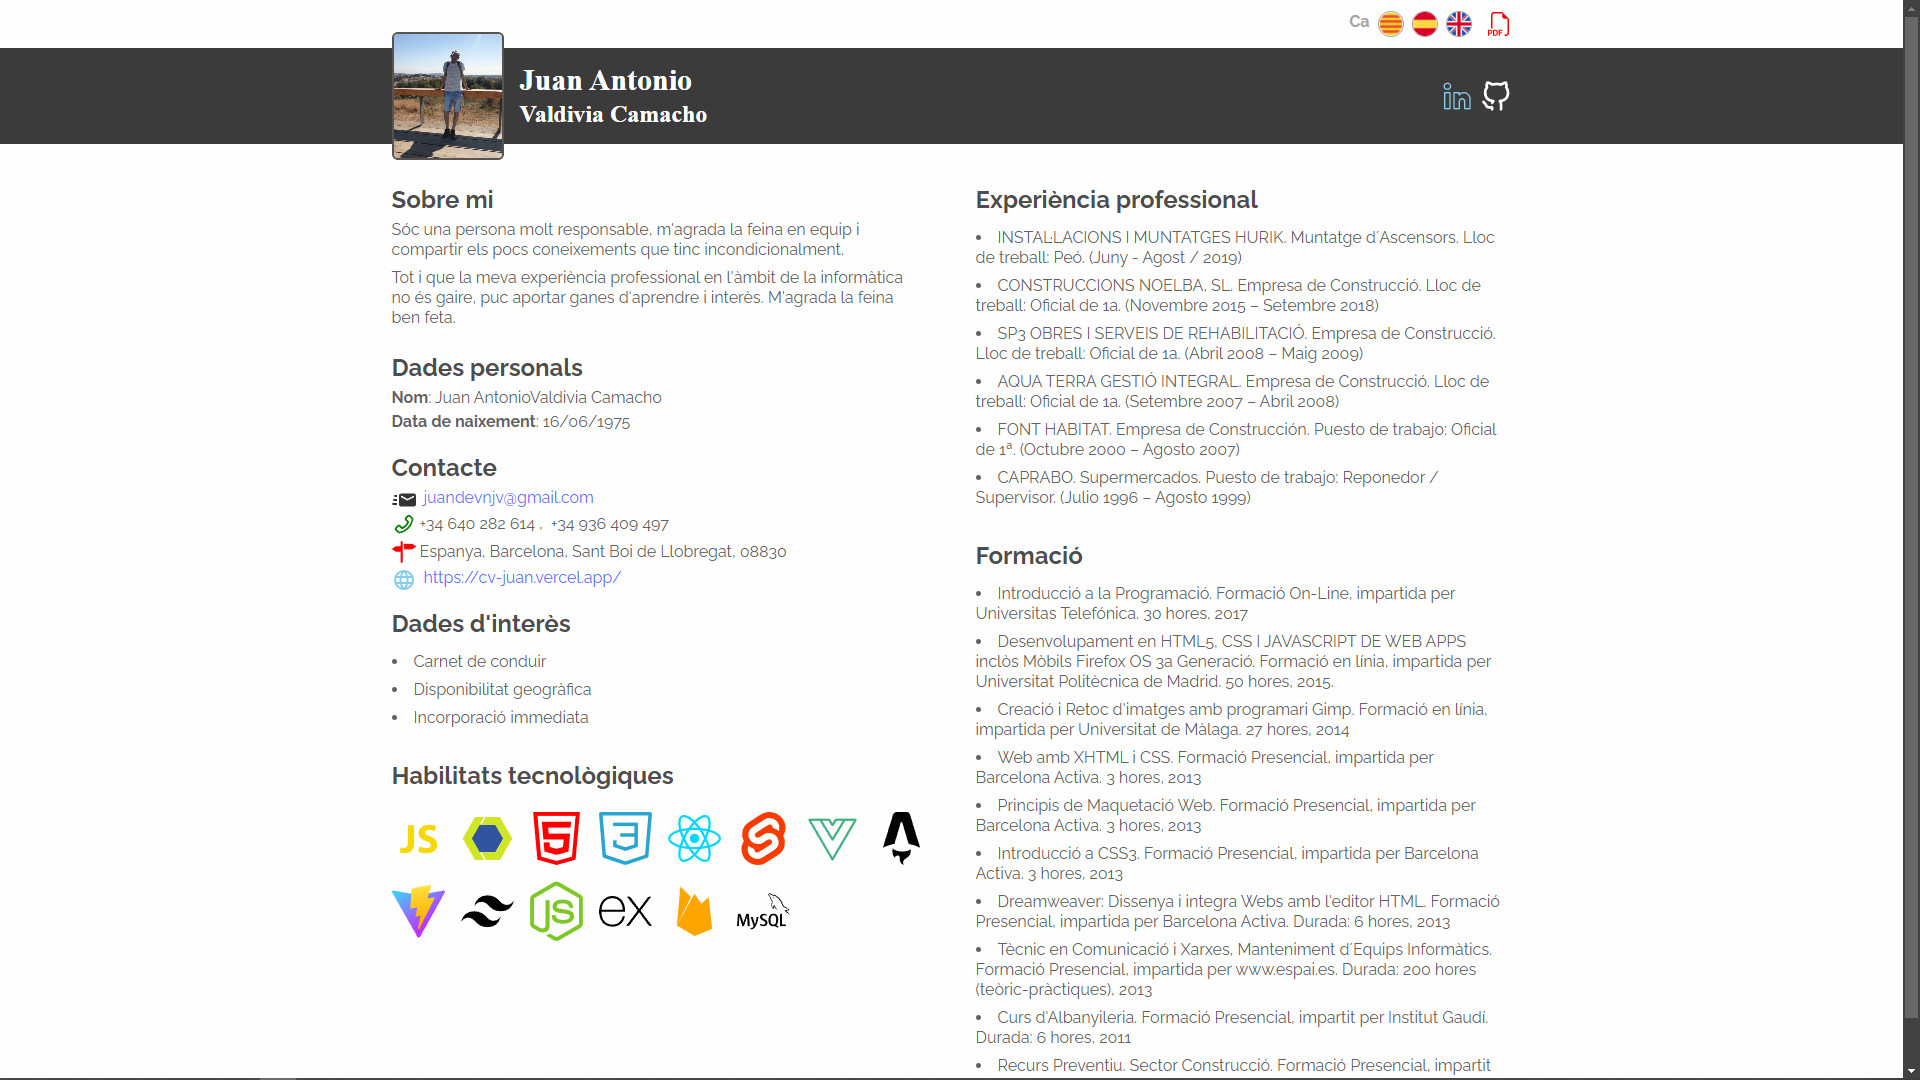 Ca
PDF
Juan Antonio
Valdivia Camacho
in
Sobre mi
Sóc una persona molt responsable, m'agrada la feina en equip i
compartir els pocs coneixements que tinc incondicionalment.
Tot i que la meva experiència professional en l'àmbit de la informàtica
no és gaire, puc aportar ganes d'aprendre i interès. M'agrada la feina
ben feta.
Dades personals
Nom: Juan AntonioValdivia Camacho
Data de naixement: 16/06/1975
Contacte
juandevnjv@gmail.com
+34 640 282 614 , +34 936 409 497
Espanya, Barcelona, Sant Boi de Llobregat, 08830
https://cv-juan.vercel.app/
Dades d'interès
• Carnet de conduir
• Disponibilitat geogràfica
• Incorporació immediata
Habilitats tecnològiques
JS
5
3
JS
ex
MySQL
Experiència professional
• INSTAL·LACIONS I MUNTATGES HURIK. Muntatge d´Ascensors. Lloc
de treball: Peó. (Juny - Agost / 2019)
• CONSTRUCCIONS NOELBA, SL. Empresa de Construcció. Lloc de
treball: Oficial de 1a. (Novembre 2015 – Setembre 2018)
• SP3 OBRES I SERVEIS DE REHABILITACIÓ. Empresa de Construcció.
Lloc de treball: Oficial de 1a. (Abril 2008 – Maig 2009)
• AQUA TERRA GESTIÓ INTEGRAL. Empresa de Construcció. Lloc de
treball: Oficial de 1a. (Setembre 2007 – Abril 2008)
• FONT HABITAT. Empresa de Construcción. Puesto de trabajo: Oficial
de 1ª. (Octubre 2000 – Agosto 2007)
• CAPRABO. Supermercados. Puesto de trabajo: Reponedor /
Supervisor. (Julio 1996 – Agosto 1999)
Formació
• Introducció a la Programació. Formació On-Line, impartida per
Universitas Telefónica. 30 hores, 2017
• Desenvolupament en HTML5, CSS I JAVASCRIPT DE WEB APPS
inclòs Mòbils Firefox OS 3a Generació. Formació en línia, impartida per
Universitat Politècnica de Madrid. 50 hores, 2015.
• Creació i Retoc d'imatges amb programari Gimp. Formació en línia,
impartida per Universitat de Màlaga. 27 hores, 2014
• Web amb XHTML i CSS. Formació Presencial, impartida per
Barcelona Activa. 3 hores, 2013
• Principis de Maquetació Web. Formació Presencial, impartida per
Barcelona Activa. 3 hores, 2013
• Introducció a CSS3. Formació Presencial, impartida per Barcelona
Activa. 3 hores, 2013
• Dreamweaver: Dissenya i integra Webs amb l'editor HTML. Formació
Presencial, impartida per Barcelona Activa. Durada: 6 hores, 2013
• Tècnic en Comunicació i Xarxes, Manteniment d´Equips Informàtics.
Formació Presencial, impartida per www.espai.es. Durada: 200 hores
(teòric-pràctiques), 2013
• Curs d'Albanyileria. Formació Presencial, impartit per Institut Gaudí.
Durada: 6 hores, 2011
• Recurs Preventiu. Sector Construcció. Formació Presencial, impartit